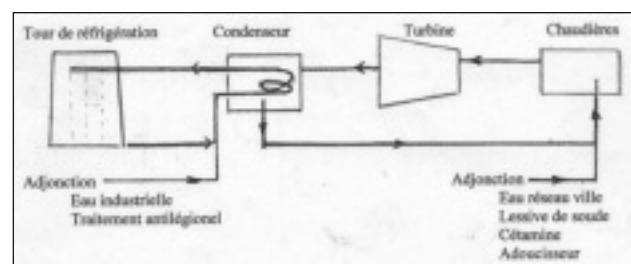 Tour de réfrigération
Condenseur
Turbine
Chaudières
Adjonction
Eau industrielle
Traitement antilégionel
Adjonction
Eau réseau ville
Lessive de soude
Cétamine
Adoucisseur